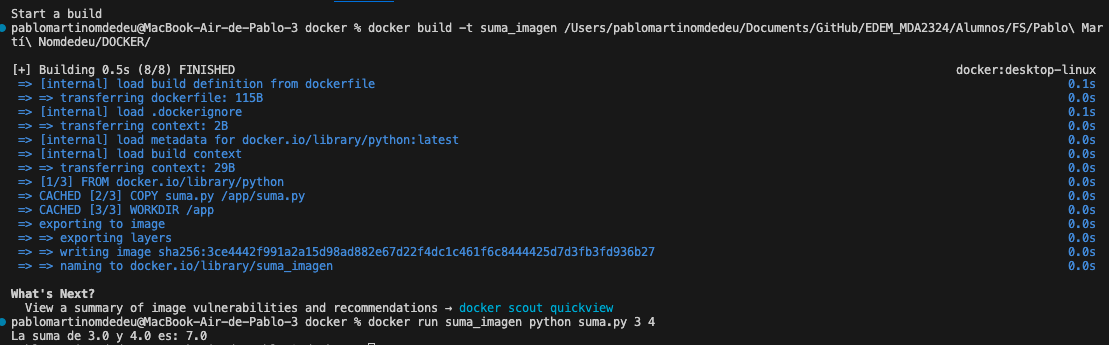 Start a build
pablomartinomdedeu@MacBook-Air-de-Pablo-3 docker % docker build -t suma_imagen /Users/pablomartinomdedeu/Documents/GitHub/EDEM_MDA2324/Alumnos/FS/Pablo\ Mar
tí\ Nomdedeu/DOCKER/
[+] Building 0.5s (8/8) FINISHED docker:desktop-linux
=> [internal] load build definition from dockerfile 0.1s
=> => transferring dockerfile: 115B 0.0s
=> [internal] load .dockerignore 0.1s
=> => transferring context: 2B 0.0s
=> [internal] load metadata for docker.io/library/python:latest 0.0s
=> [internal] load build context 0.0s
=> => transferring context: 29B 0.0s
=> [1/3] FROM docker.io/library/python 0.0s
=> CACHED [2/3] COPY suma.py /app/suma.py 0.0s
=> CACHED [3/3] WORKDIR /app 0.0s
=> exporting to image 0.0s
=> => exporting layers 0.0s
=> => writing image sha256:3ce4442f991a2a15d98ad882e67d22f4dc1c461f6c8444425d7d3fb3fd936b27 0.0s
=> => naming to docker.io/library/suma_imagen 0.0s
What's Next?
View a summary of image vulnerabilities and recommendations → docker scout quickview
pablomartinomdedeu@MacBook-Air-de-Pablo-3 docker % docker run suma_imagen python suma.py 3 4
La suma de 3.0 y 4.0 es: 7.0